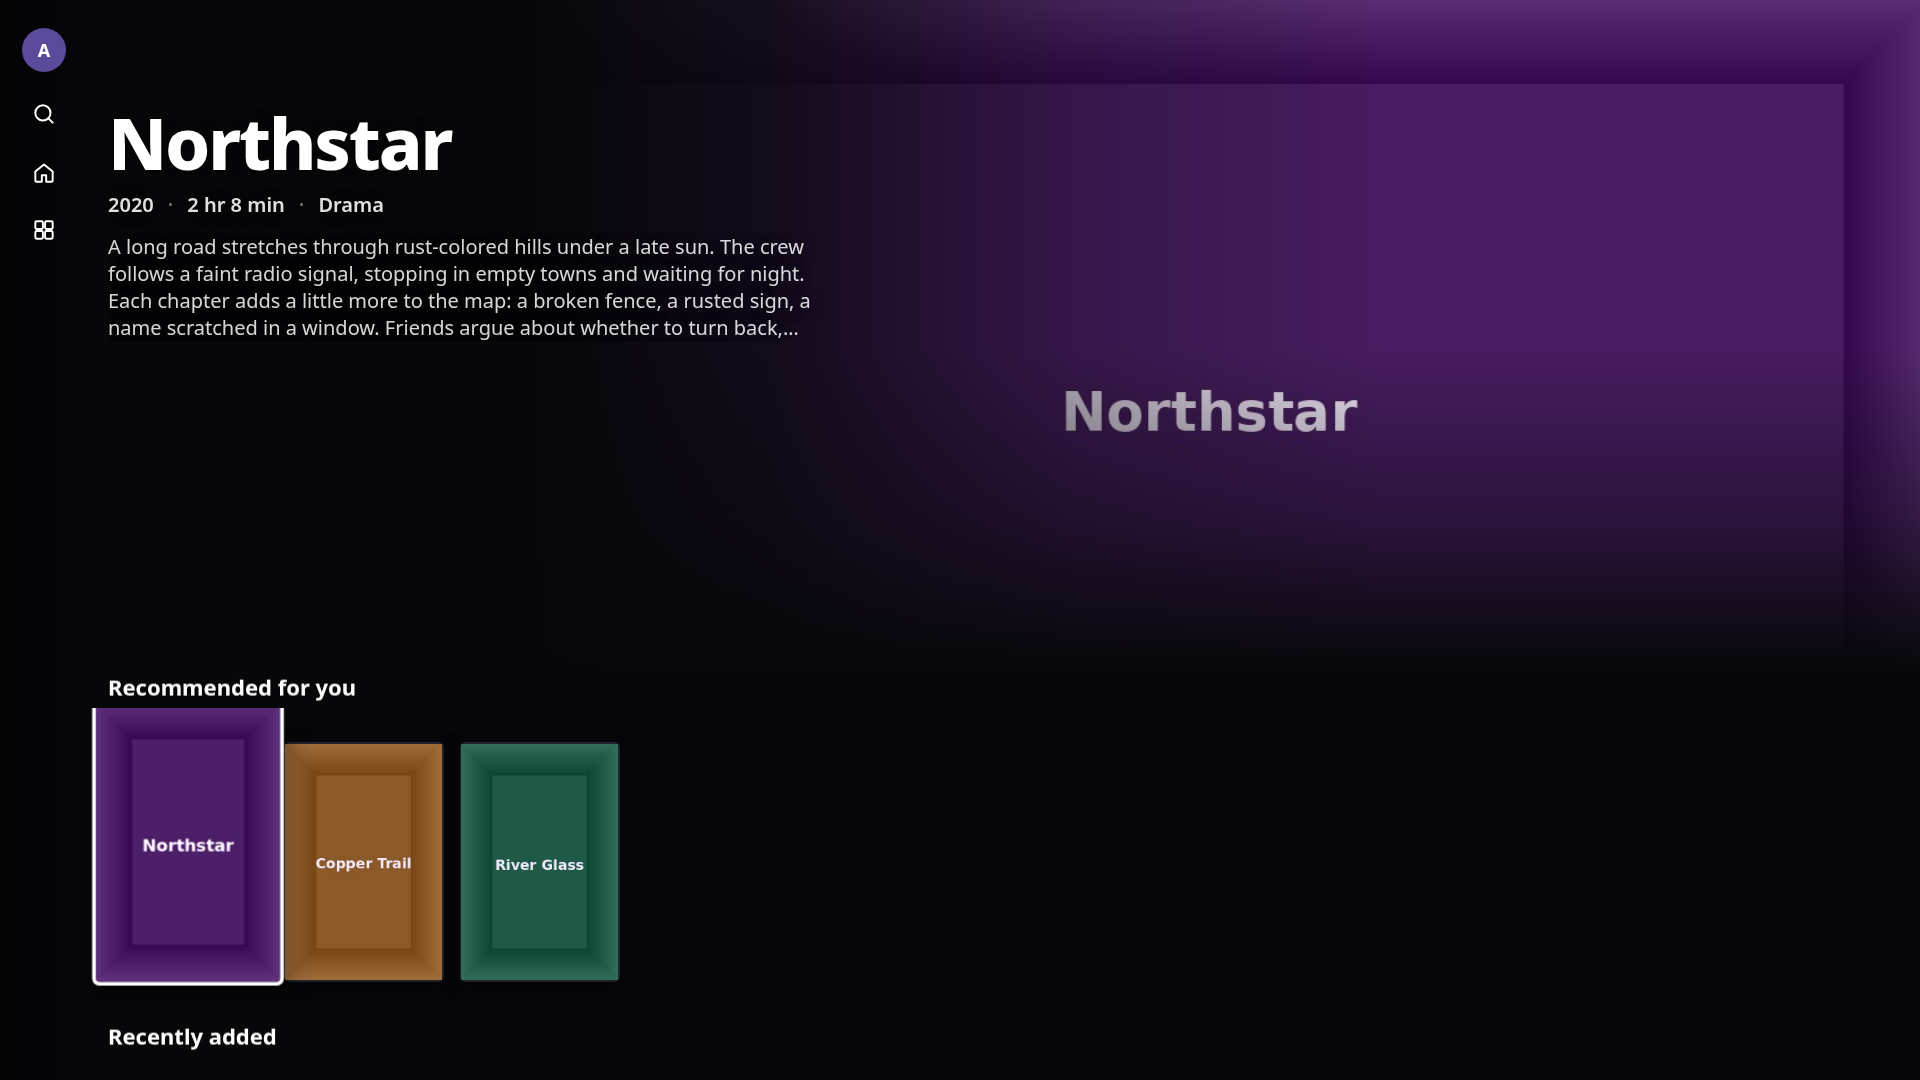 A
Northstar
2020 · 2 hr 8 min · Drama
A long road stretches through rust-colored hills under a late sun. The crew
follows a faint radio signal, stopping in empty towns and waiting for night.
Each chapter adds a little more to the map: a broken fence, a rusted sign, a
name scratched in a window. Friends argue about whether to turn back,...
Northstar
Recommended for you
Northstar
Copper Trail
River Glass
Recently added